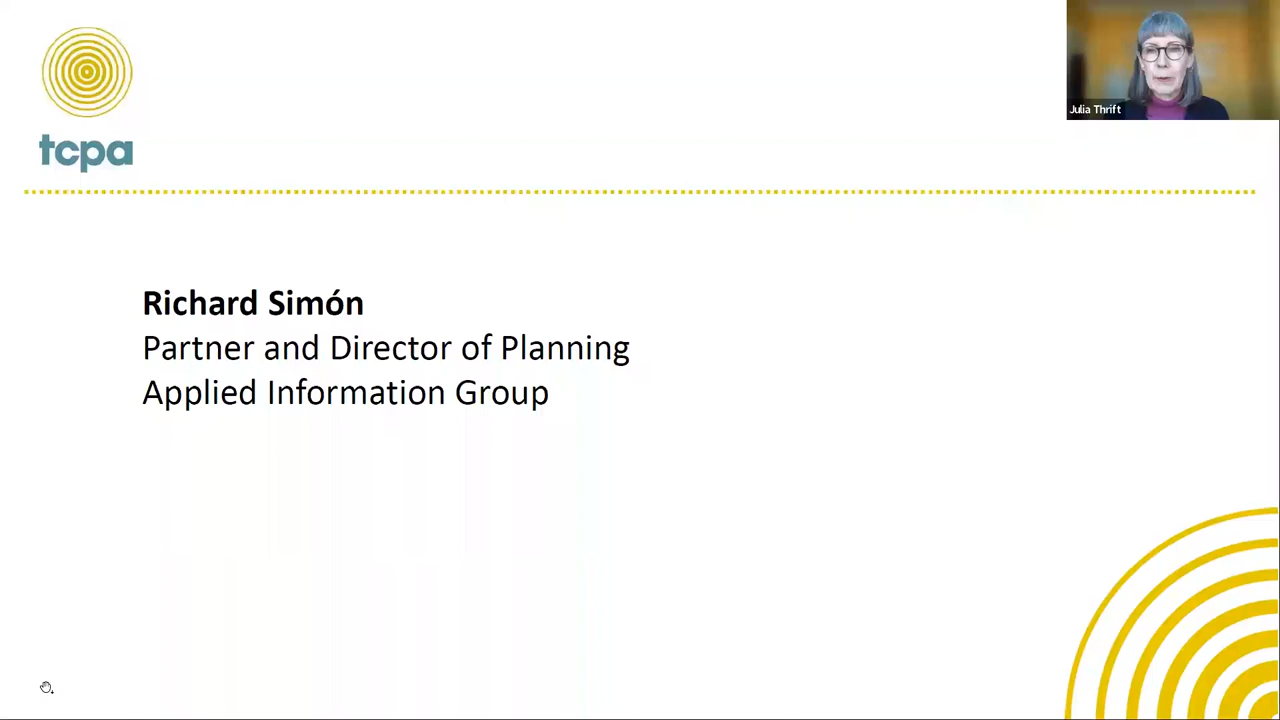 Julia Thrift
tcpa
Richard Simón
Partner and Director of Planning
Applied Information Group